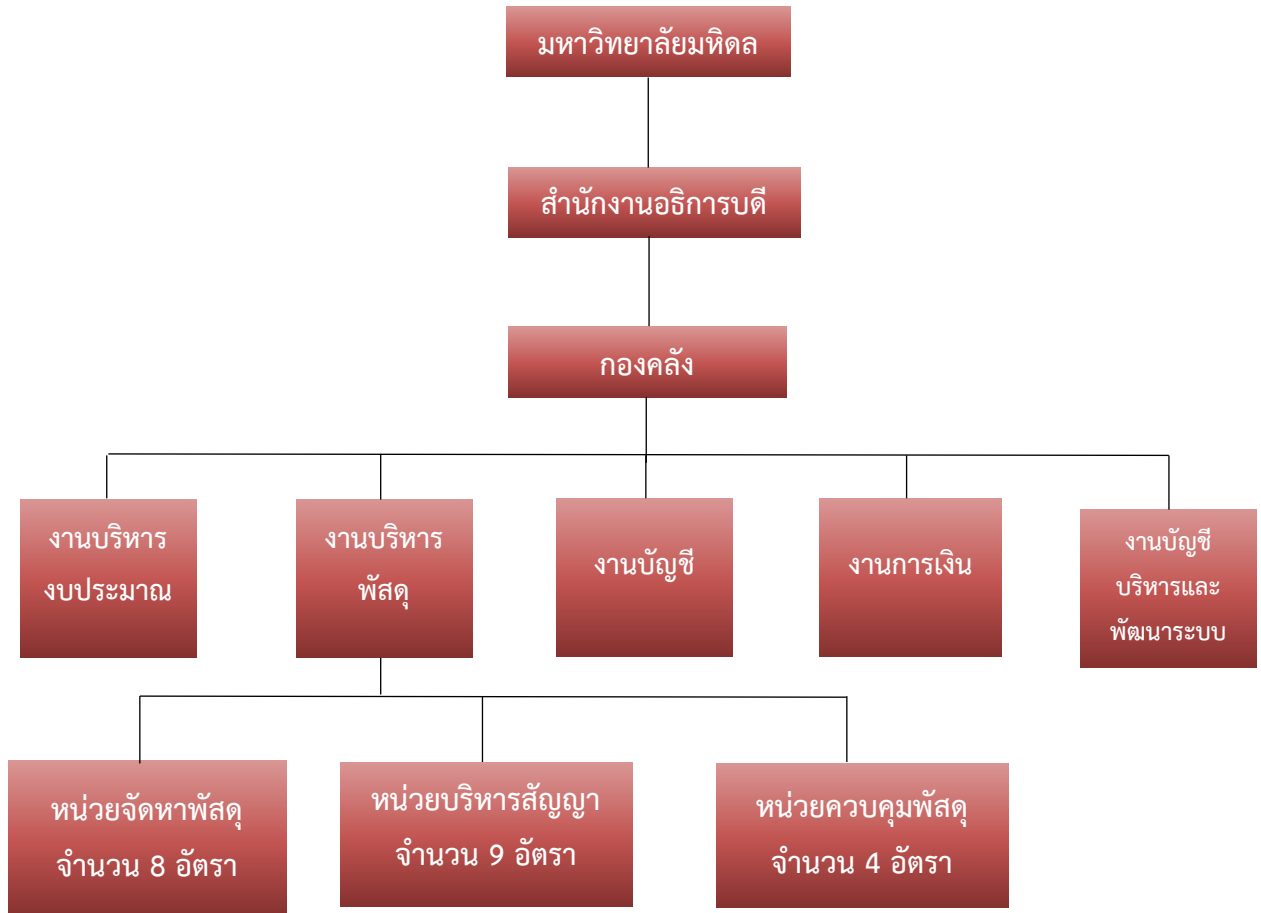 มหาวิทยาลัยมหิดล
สำนักงานอธิการบดี
กองคลัง
งานบริหาร
งบประมาณ
งานบริหาร
พัสดุ
งานบัญชี
งานการเงิน
งานบัญชี
บริหารและ
พัฒนาระบบ
หน่วยจัดหาพัสดุ
จำนวน 8 อัตรา
หน่วยบริหารสัญญา
จำนวน 9 อัตรา
หน่วยควบคุมพัสดุ
จำนวน 4 อัตรา